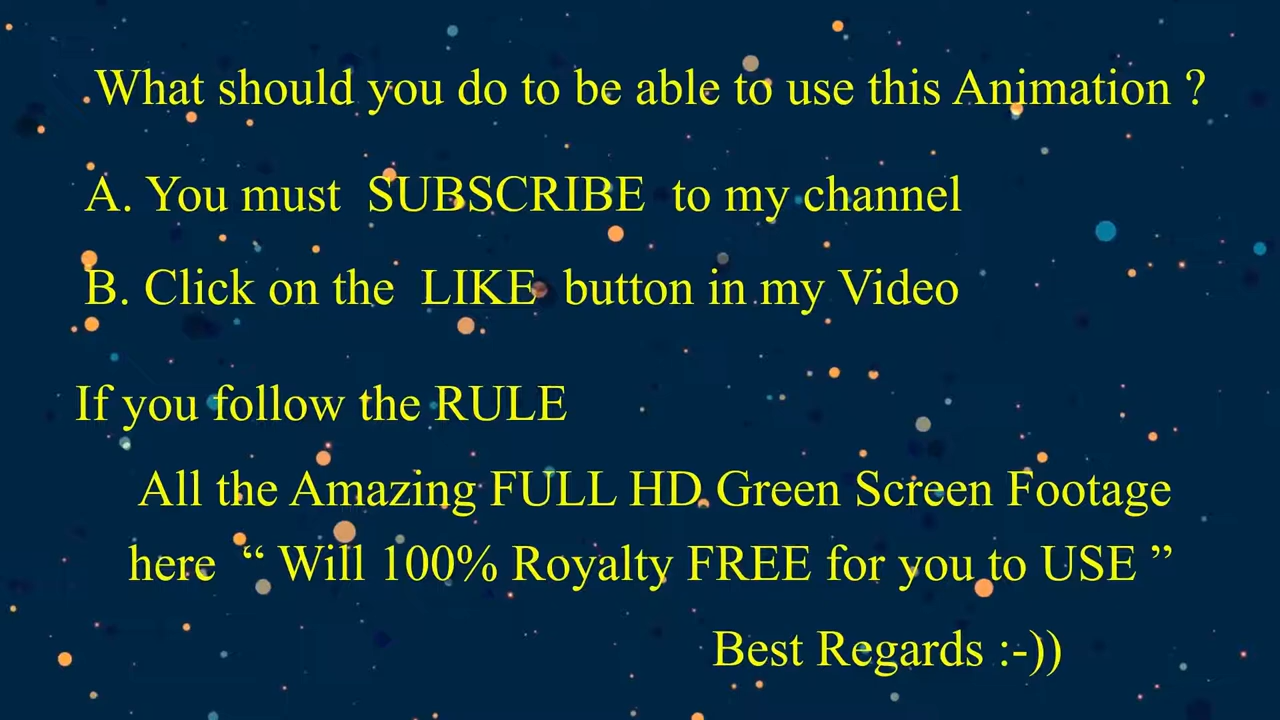 What should you do to be able to use this Animation ?
A. You must SUBSCRIBE to my channel
B. Click on the LIKE button in my Video
If you follow the RULE
All the Amazing FULL HD Green Screen Footage
here “ Will 100% Royalty FREE for you to USE ”
Best Regards :-))